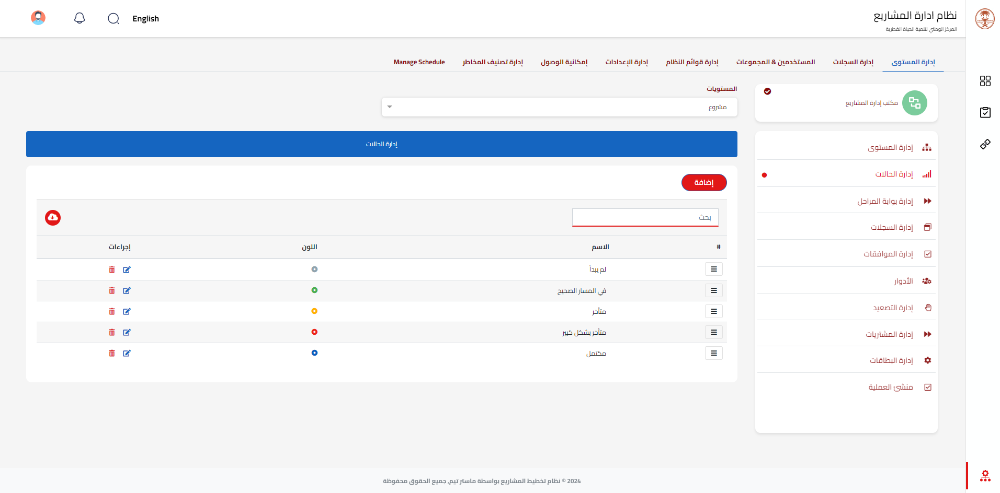 نظام ادارة المشاريع
المركز الوطني لتنمية الحياة الفطرية
English
إدارة المستوى
إدارة السجلات
المستخدمين & المجموعات
إدارة قوائم النظام
إدارة الإعدادات
إمكانية الوصول
إدارة تصنيف المخاطر
Manage Schedule
مكتب إدارة المشاريع
إدارة المستوى
إدارة الحالات
إدارة بوابة المراحل
إدارة السجلات
إدارة الموافقات
الأدوار
إدارة التصعيد
إدارة المشتريات
إدارة البطاقات
منشئ العملية
المستويات
مشروع
إدارة الحالات
إضافة
بحث
# الاسم اللون إجراءات
لم يبدأ
في المسار الصحيح
متأخر
متأخر بشكل كبير
مكتمل
2024 © نظام تخطيط المشاريع بواسطة ماستر تيم, جميع الحقوق محفوظة